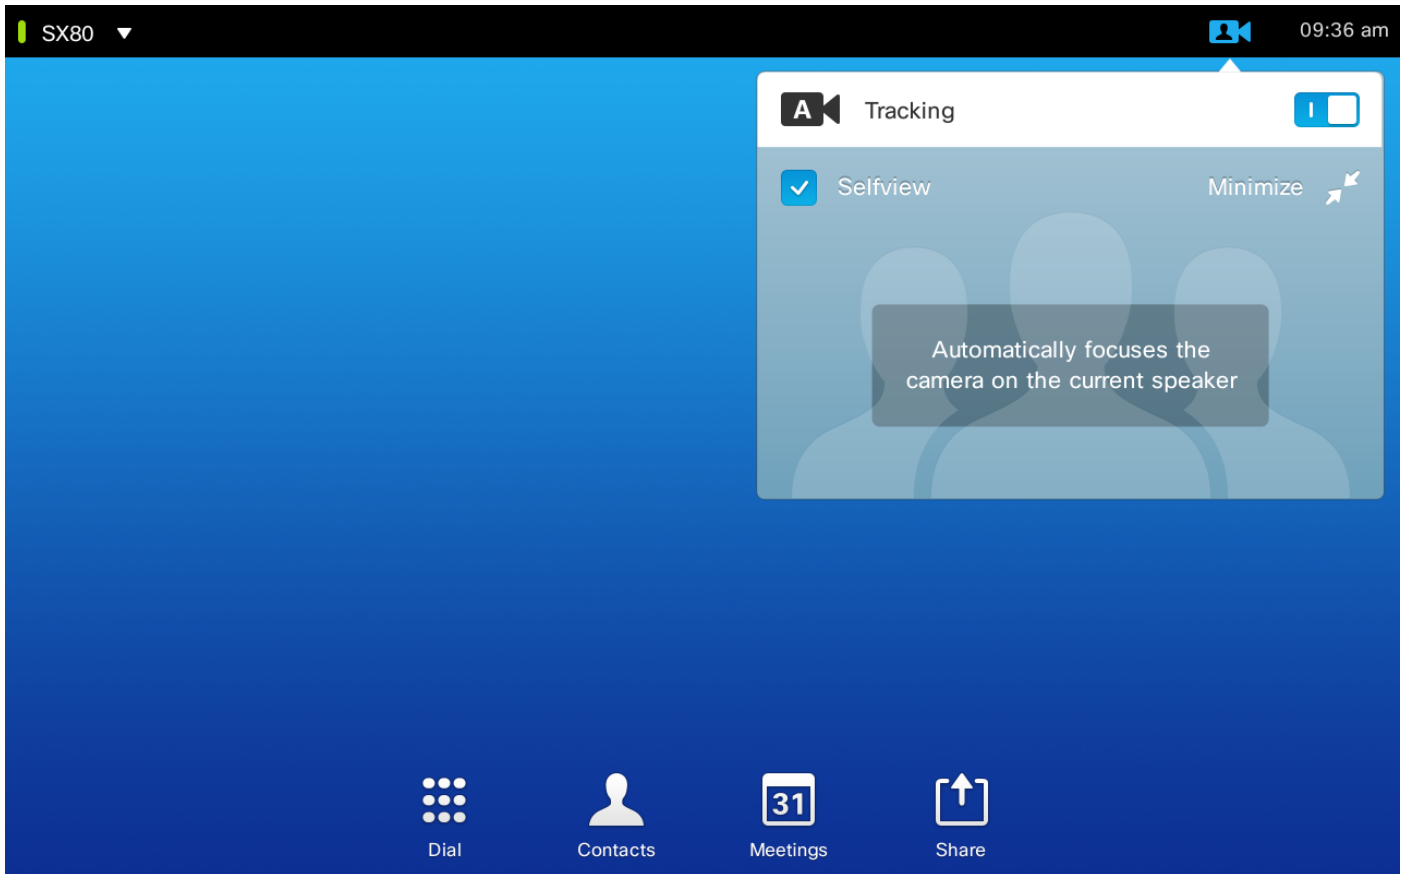 SX80
09:36 am
A
Tracking
I
Selfview
Minimize
Automatically focuses the
camera on the current speaker
31
Dial
Contacts
Meetings
Share